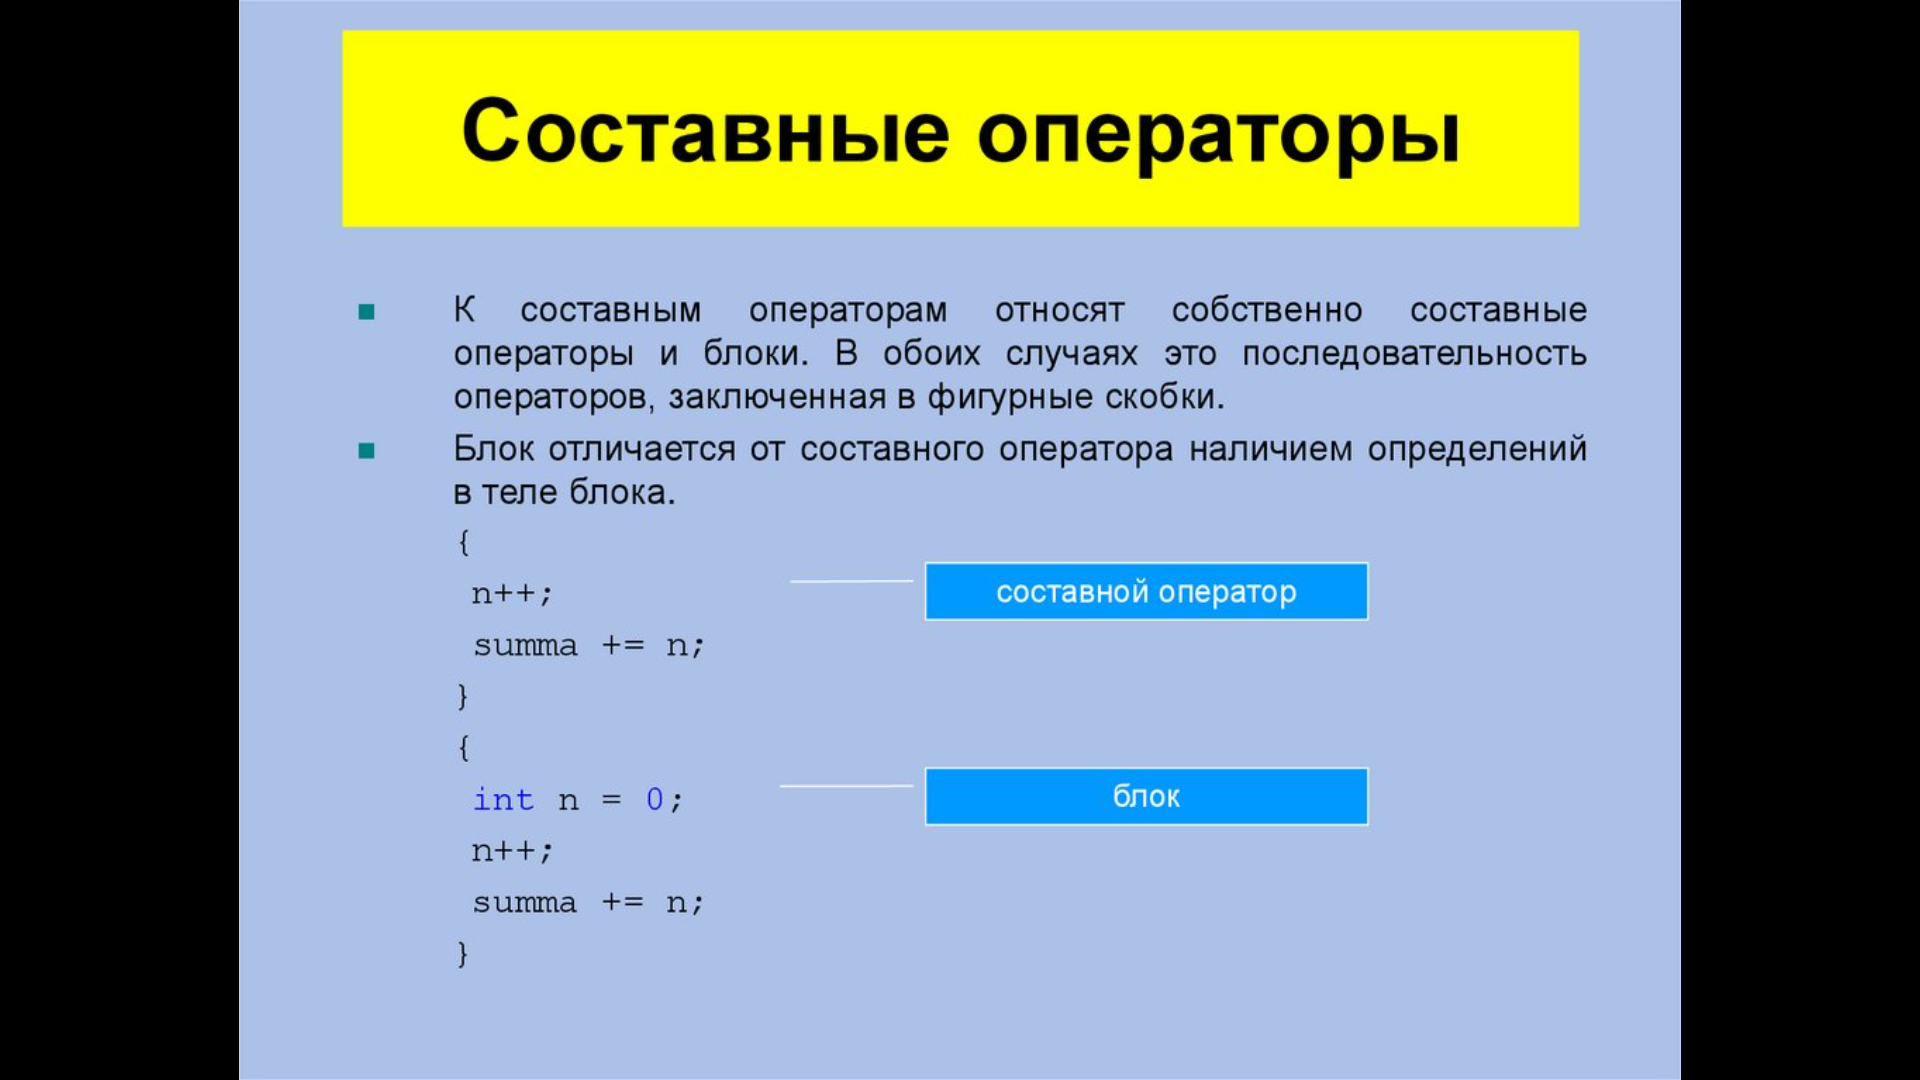 Составные операторы
К составным операторам относят собственно составные
операторы и блоки. В обоих случаях это последовательность
операторов, заключенная в фигурные скобки.
Блок отличается от составного оператора наличием определений
в теле блока.
{
n++;
составной оператор
summa += n;
}
{
int n = 0;
блок
n++;
summa += n;
}